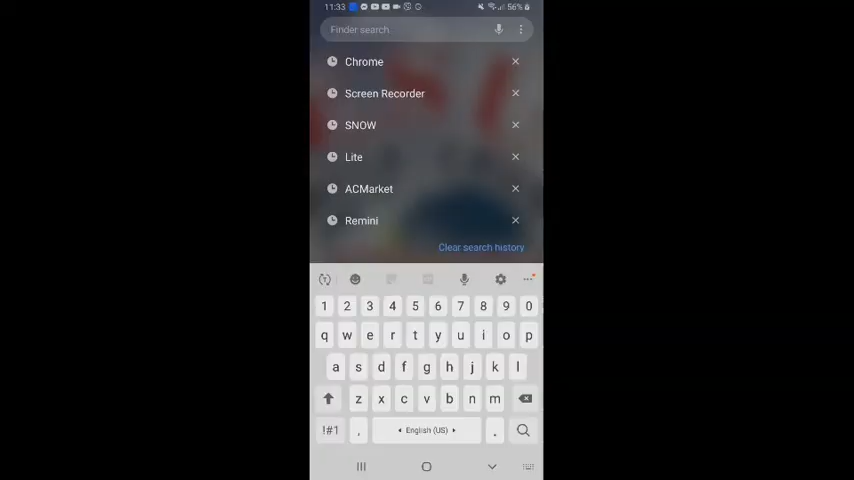 11:33
56%
Finder search
Chrome
Screen Recorder
SNOW
Lite
ACMarket
Remini
Clear search history
1 2 3 4 5 6 7 8 9 0
q w e r t y u i o p
a s d f g h j k l
z x c v b n m
!#1 , English (US) .